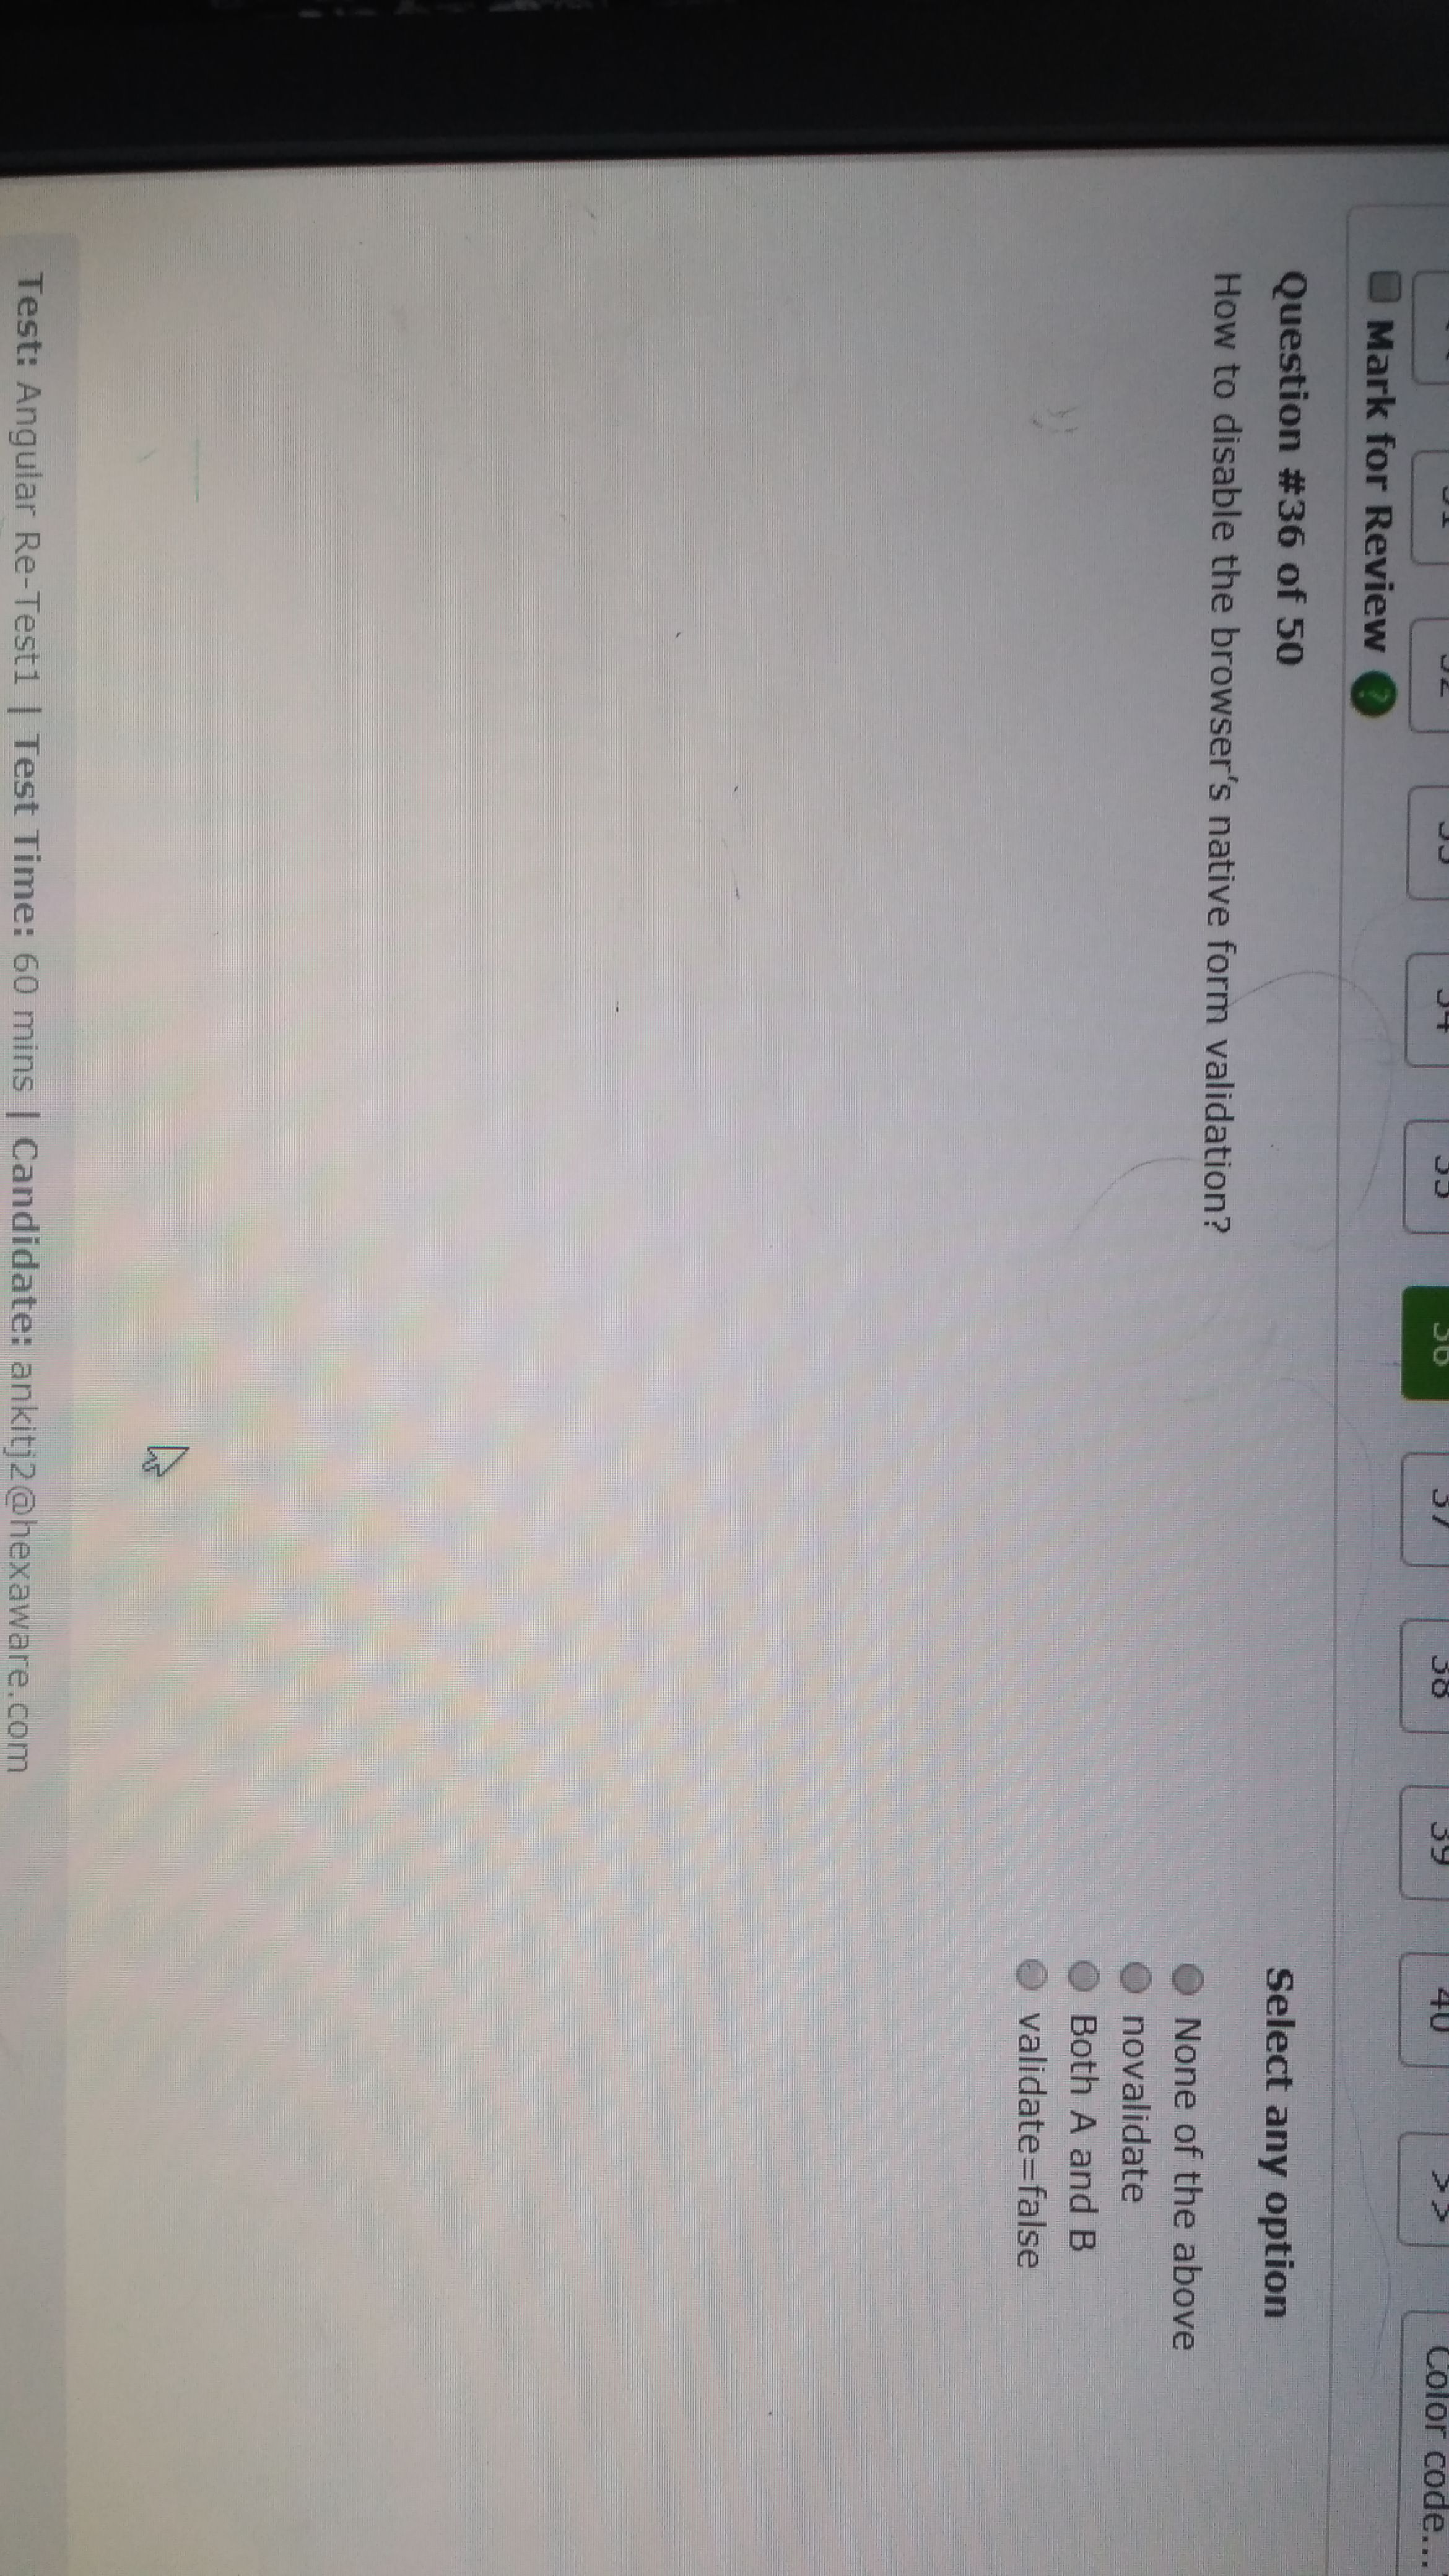 32
33
34
35
36
37
38
39
40
>>
Color code...
Mark for Review ?
Question #36 of 50
How to disable the browser's native form validation?
Select any option
None of the above
novalidate
Both A and B
validate=false
Test: Angular Re-Test1 | Test Time: 60 mins | Candidate: ankitj2@hexaware.com